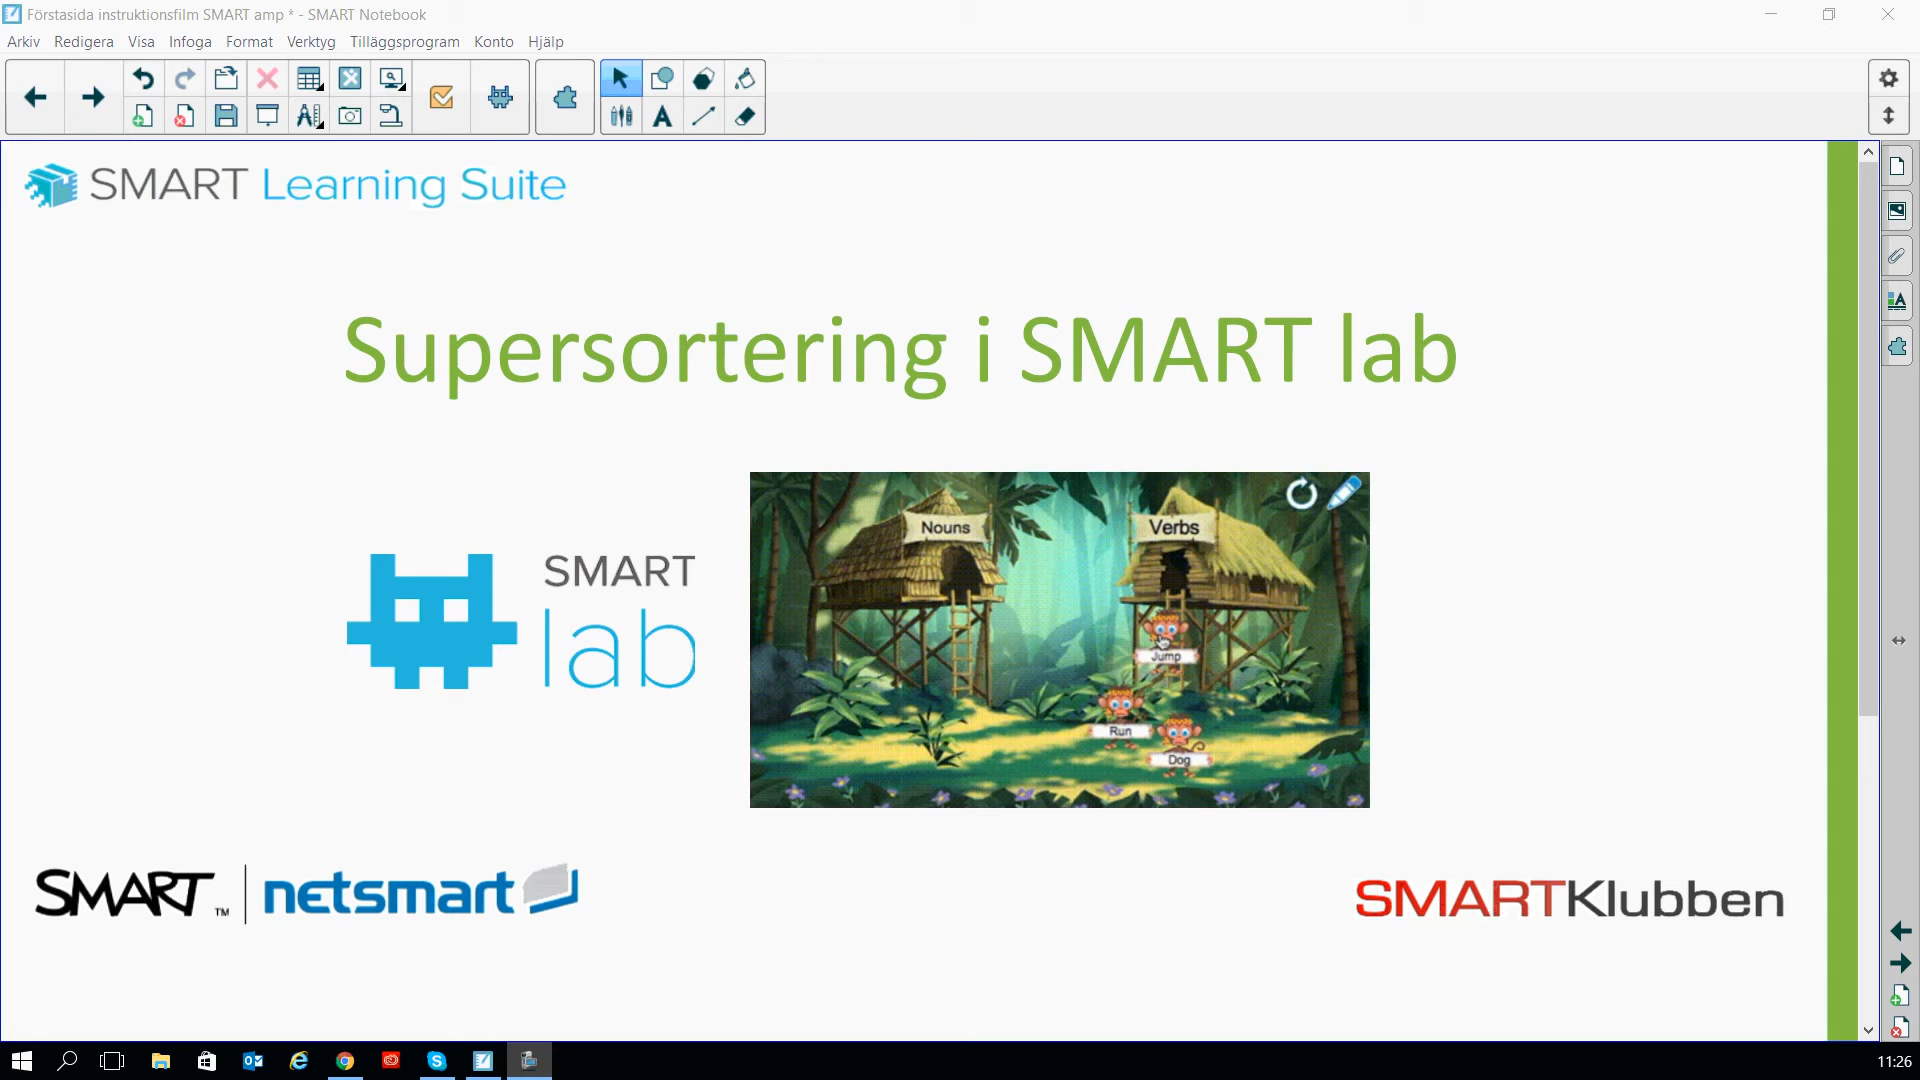 Förstasida instruktionsfilm SMART amp * - SMART Notebook
Arkiv Redigera Visa Infoga Format Verktyg Tilläggsprogram Konto Hjälp
SMART Learning Suite
Supersortering i SMART lab
SMART
lab
Nouns
Verbs
Jump
Run
Dog
SMART™ netsmart
SMARTKlubben
11:26